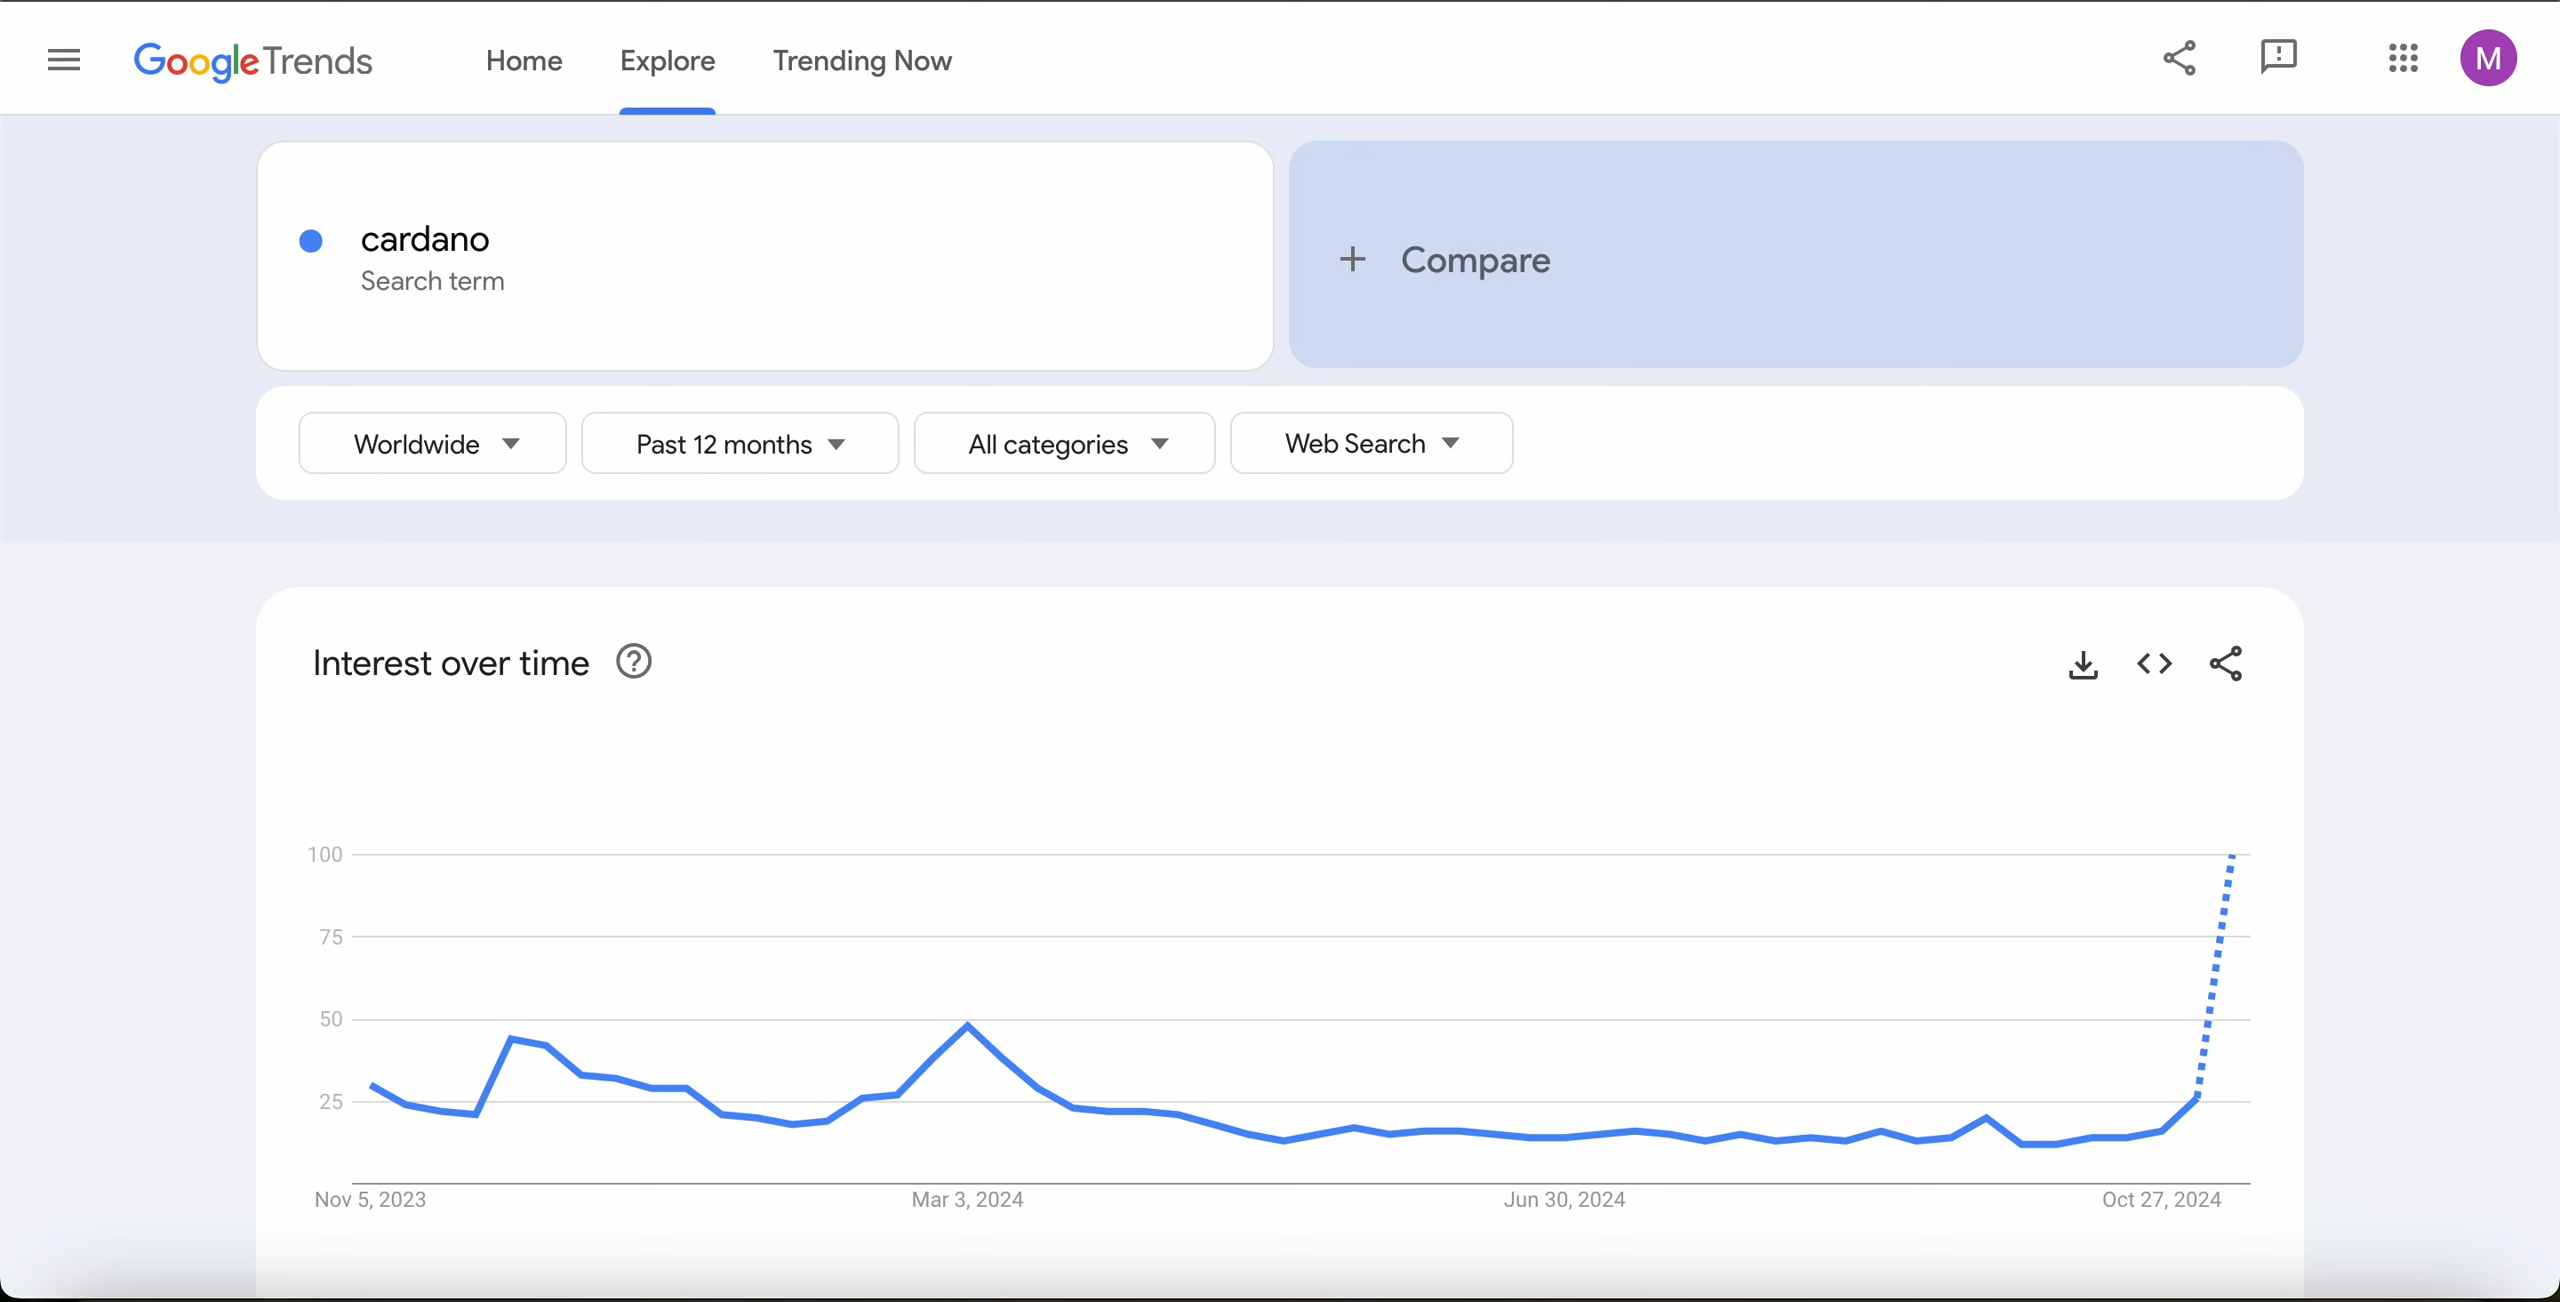 Google Trends
Home
Explore
Trending Now
M
cardano
Search term
+ Compare
Worldwide
Past 12 months
All categories
Web Search
Interest over time
100
75
50
25
Nov 5, 2023
Mar 3, 2024
Jun 30, 2024
Oct 27, 2024